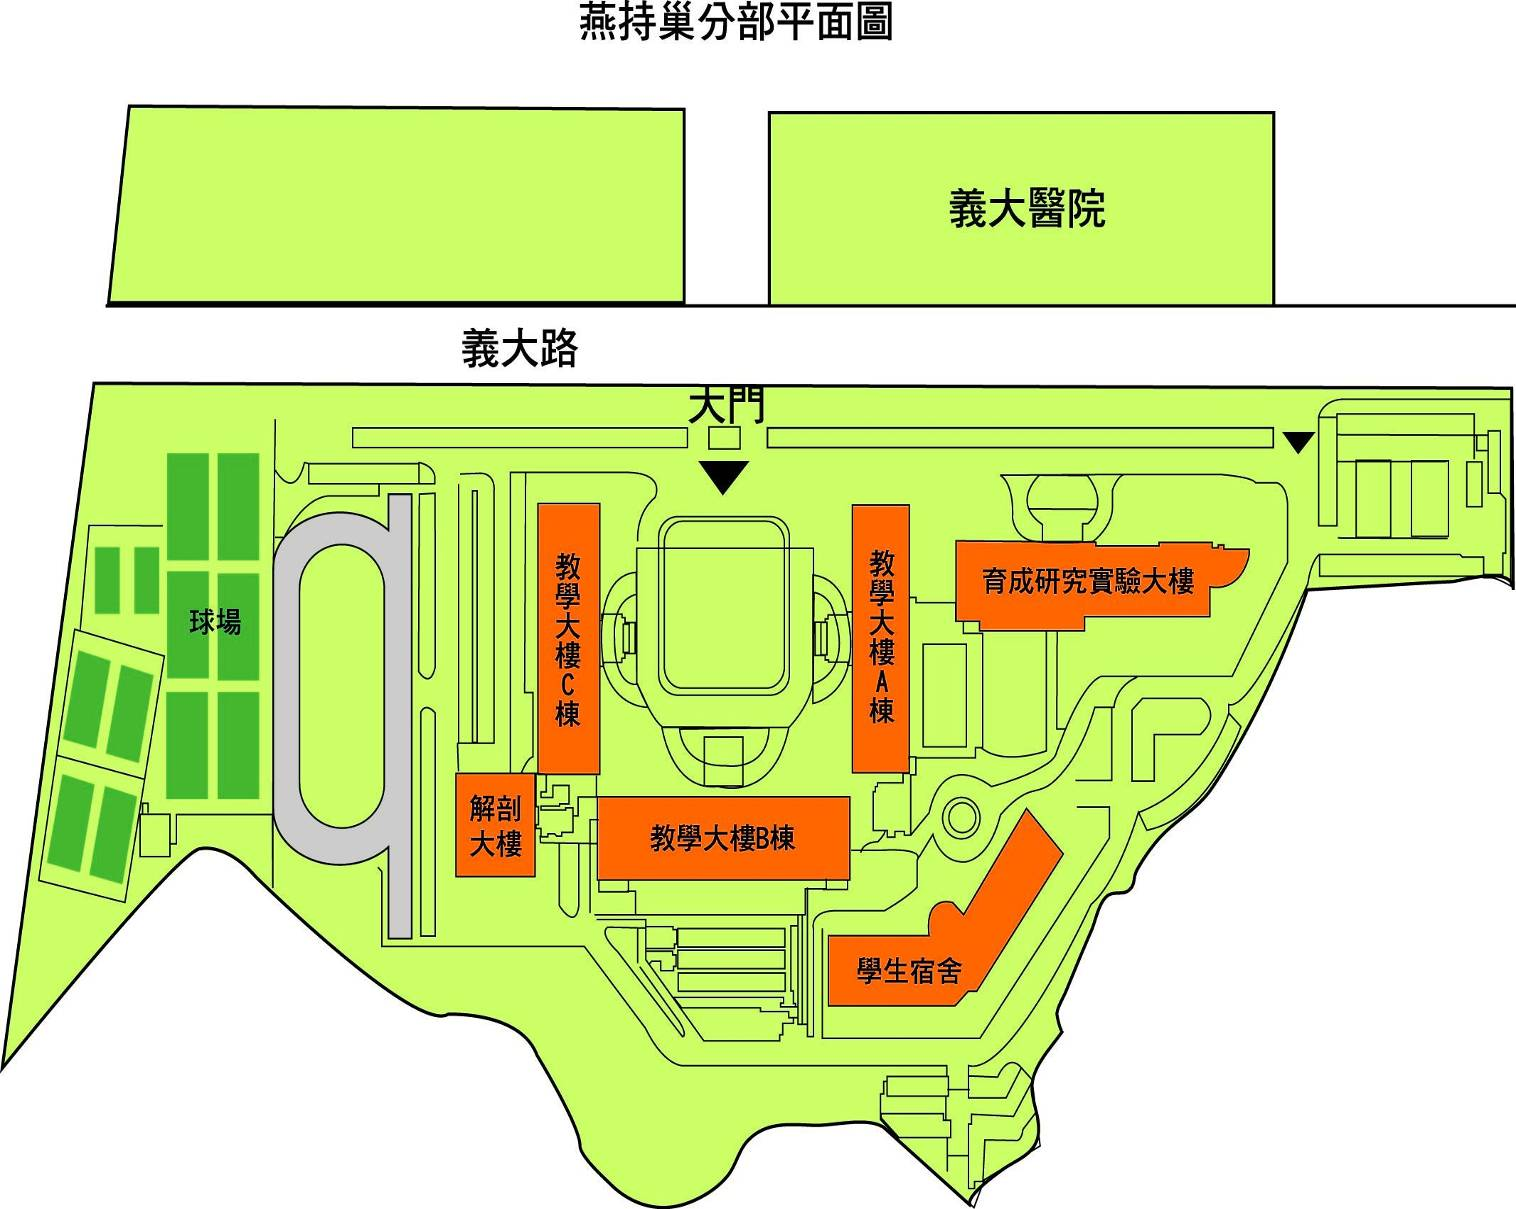 燕持巢分部平面圖
義大醫院
義大路
大門
教學大樓C棟
教學大樓A棟
育成研究實驗大樓
球場
解剖
大樓
教學大樓B棟
學生宿舍